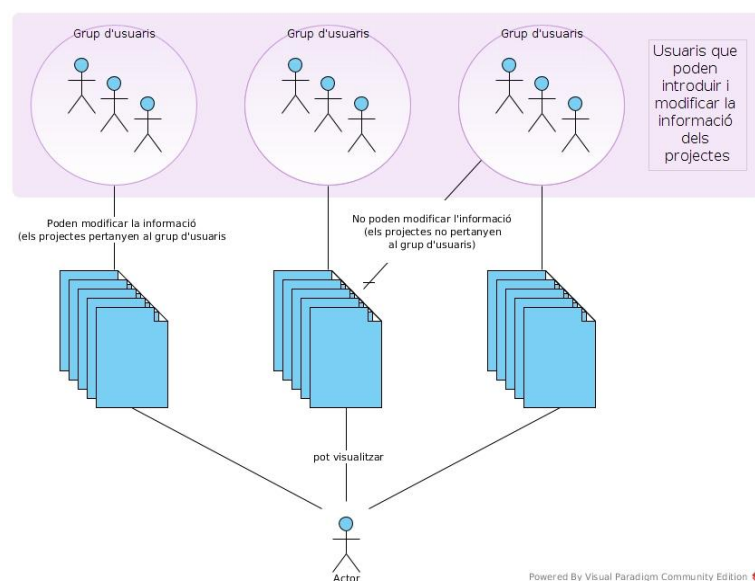 Grup d'usuaris
Grup d'usuaris
Grup d'usuaris
Usuaris que
poden
introduir i
modificar la
informació
dels
projectes
Poden modificar la informació
(els projectes pertanyen al grup d'usuaris
No poden modificar l'informació
(els projectes no pertanyen
al grup d'usuaris)
pot visualitzar
Actor
Powered By Visual Paradigm Community Edition